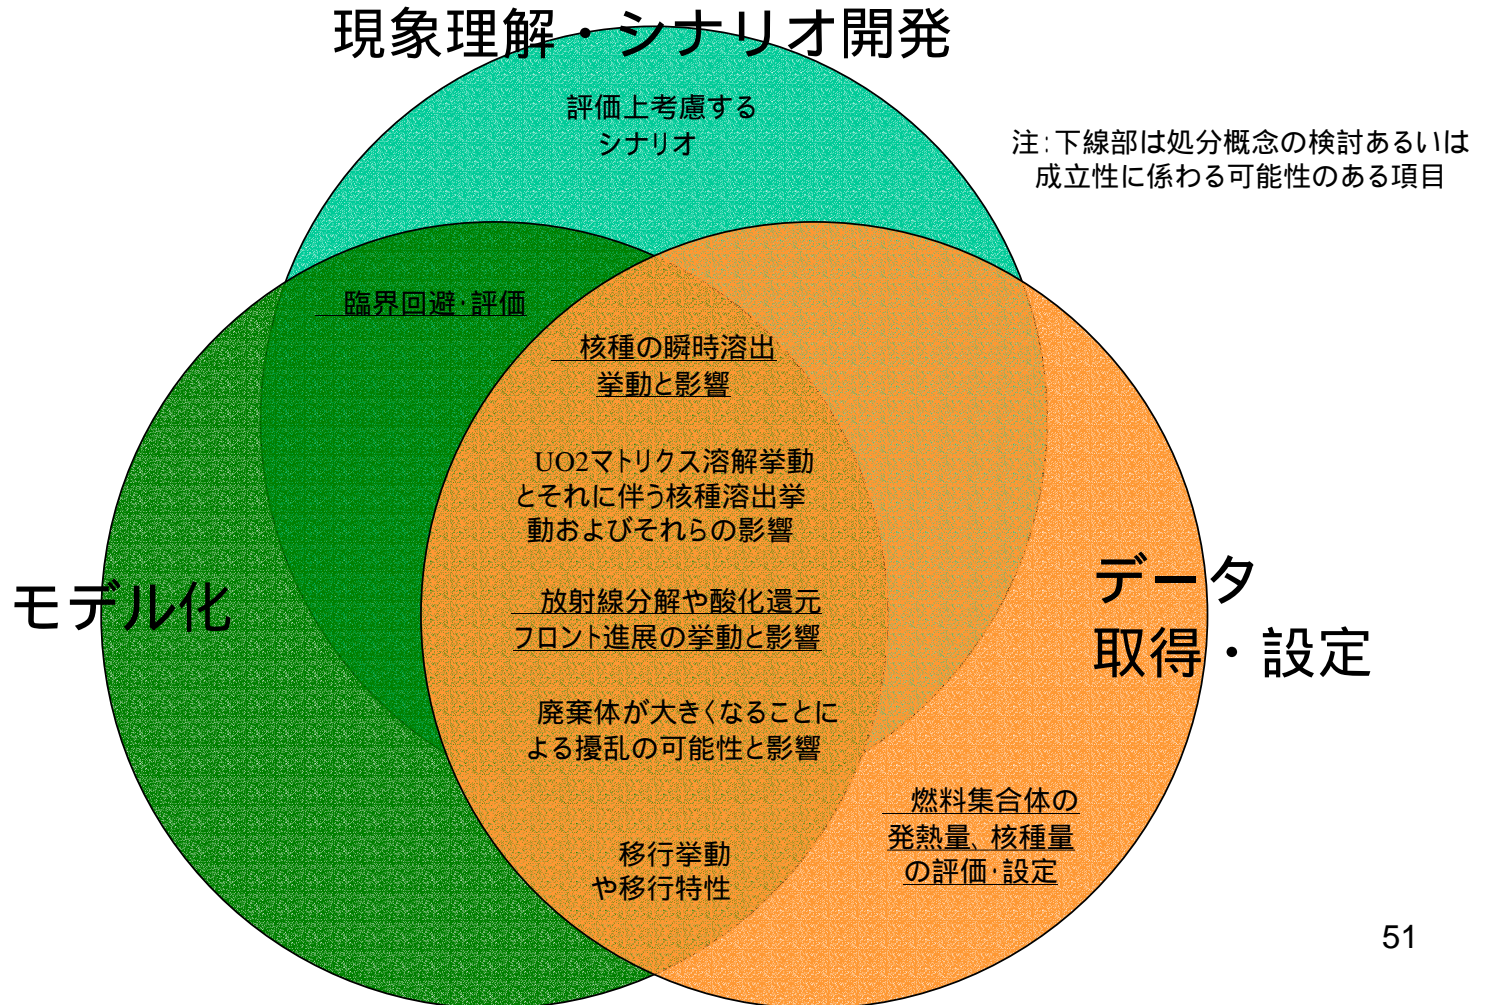 現象理解・シナリオ開発
評価上考慮する
シナリオ
注：下線部は処分概念の検討あるいは
成立性に係わる可能性のある項目
臨界回避・評価
核種の瞬時溶出
挙動と影響
UO2マトリクス溶解挙動
とそれに伴う核種溶出挙
動およびそれらの影響
放射線分解や酸化還元
フロント進展の挙動と影響
モデル化
データ
取得・設定
廃棄体が大きくなることに
よる擾乱の可能性と影響
燃料集合体の
発熱量、核種量
の評価・設定
移行挙動
や移行特性
51